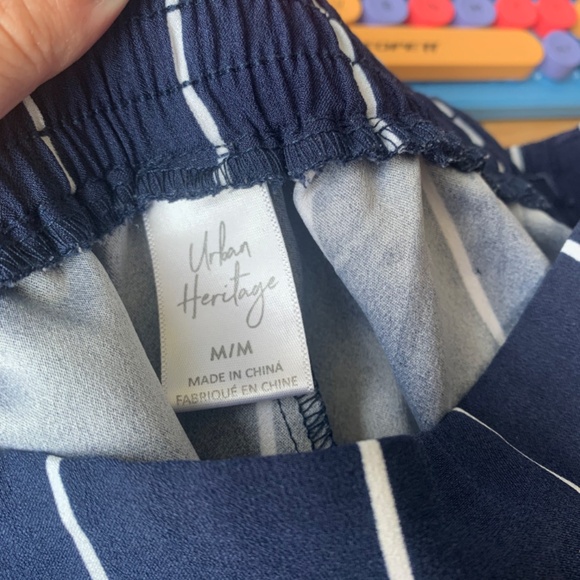 Urban
Heritage
M/M
MADE IN CHINA
FABRIQUÉ EN CHINE